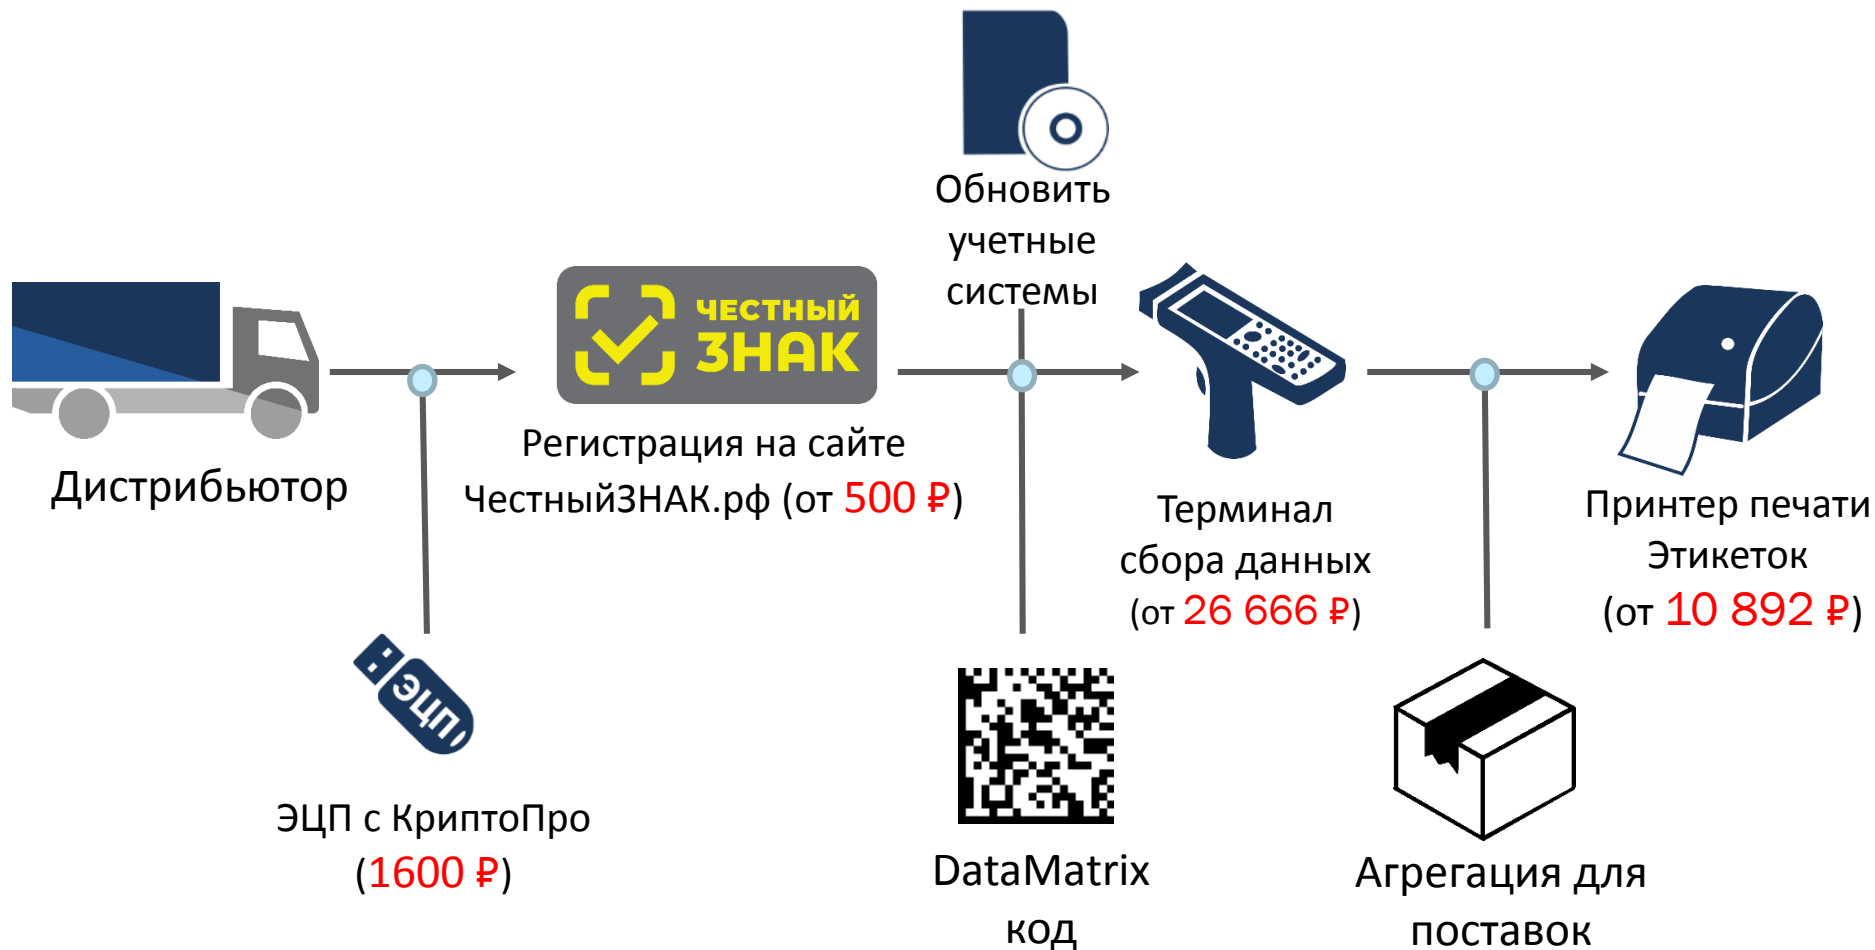 Обновить
учетные
системы
ЧЕСТНЫЙ
ЗНАК
Дистрибьютор
Регистрация на сайте
ЧестныйЗНАК.рф (от 500 ₽)
Терминал
сбора данных
(от 26 666 ₽)
Принтер печати
Этикеток
(от 10 892 ₽)
ЭЦП
ЭЦП с КриптоПро
(1600 ₽)
DataMatrix
код
Агрегация для
поставок